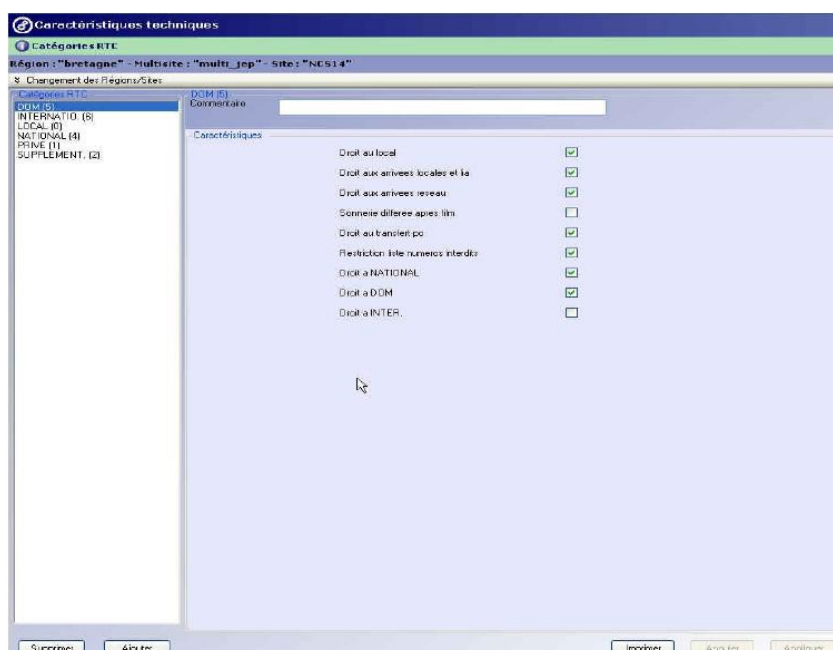 Caractéristiques techniques
Catégories RTC
Région : "bretagne" - Multisite : "multi_jep" - Site : "NCS14"
Changement des Régions/Sites
Catégories RTC
DOM (5)
INTERNATIO. (6)
LOCAL (0)
NATIONAL (4)
PRIVE (1)
SUPPLEMENT. (2)
DOM (5)
Commentaire
Caractéristiques
Droit au local
Droit aux arrivees locales et lia
Droit aux arrivees reseau
Sonnerie differee apres film
Droit au transfert po
Restriction liste numeros interdits
Droit a NATIONAL
Droit a DOM
Droit a INTER.
Supprimer
Ajouter
Imprimer
Annuler
Appliquer